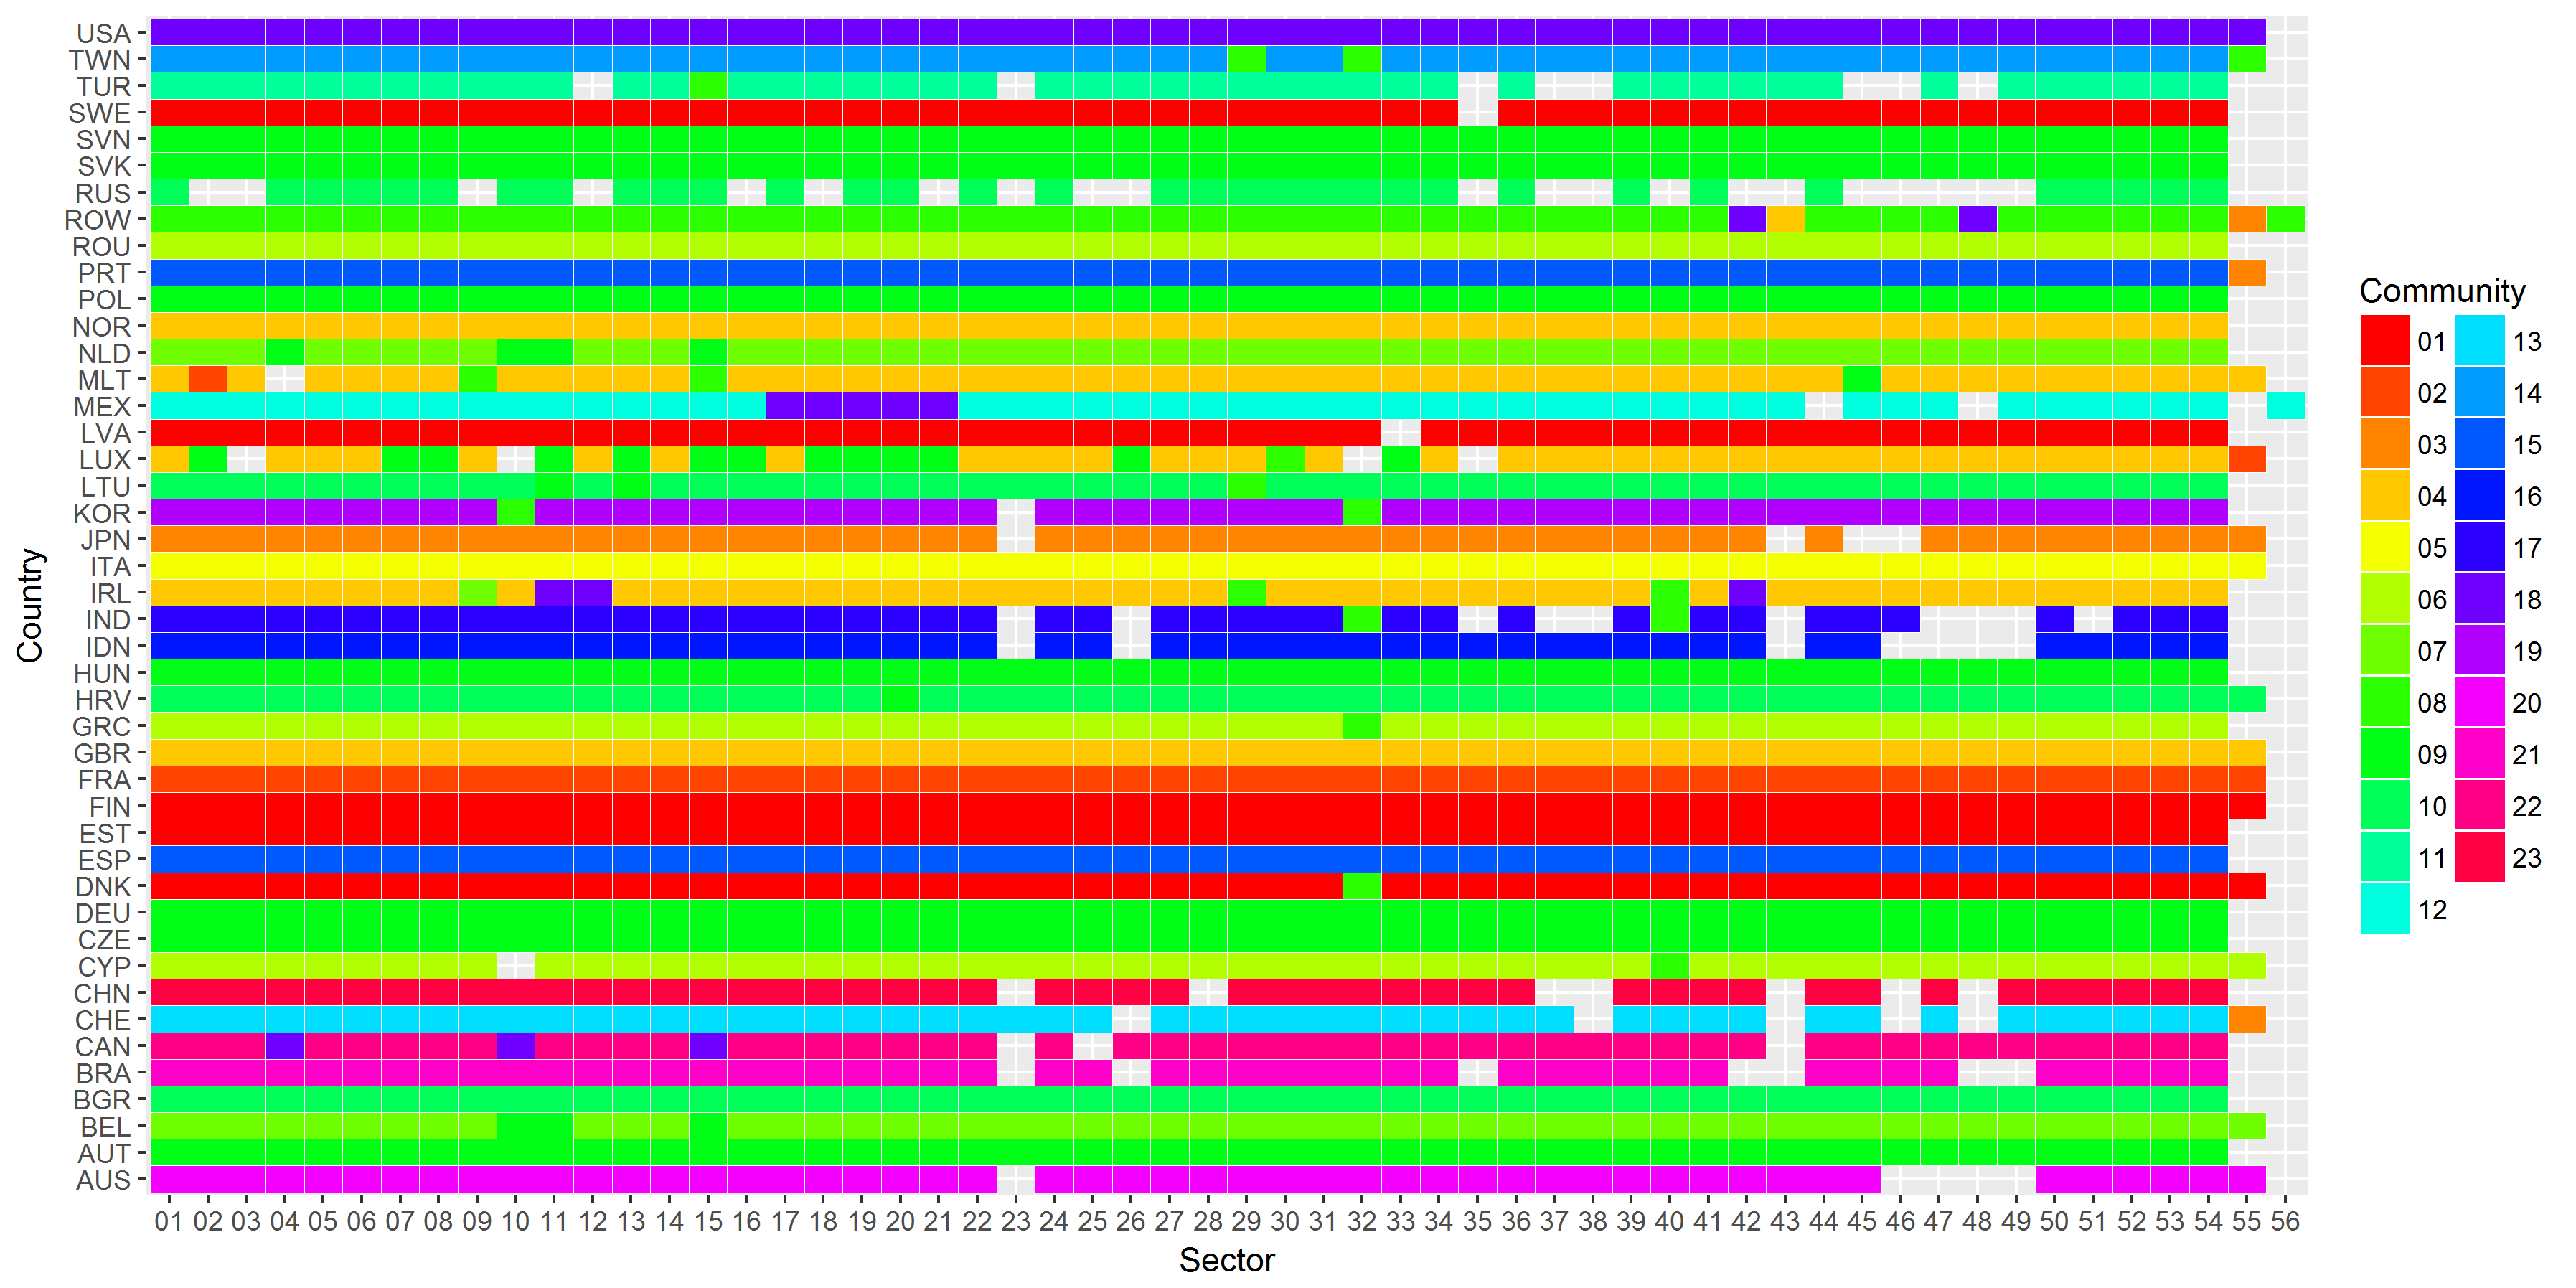 USA
TWN
TUR
SWE
SVN
SVK
RUS
ROW
ROU
PRT
POL
NOR
NLD
MLT
MEX
LVA
LUX
LTU
KOR
JPN
ITA
IRL
IND
IDN
HUN
HRV
GRC
GBR
FRA
FIN
EST
ESP
DNK
DEU
CZE
CYP
CHN
CHE
CAN
BRA
BGR
BEL
AUT
AUS
Country
01 02 03 04 05 06 07 08 09 10 11 12 13 14 15 16 17 18 19 20 21 22 23 24 25 26 27 28 29 30 31 32 33 34 35 36 37 38 39 40 41 42 43 44 45 46 47 48 49 50 51 52 53 54 55 56
Sector
Community
01 13
02 14
03 15
04 16
05 17
06 18
07 19
08 20
09 21
10 22
11 23
12